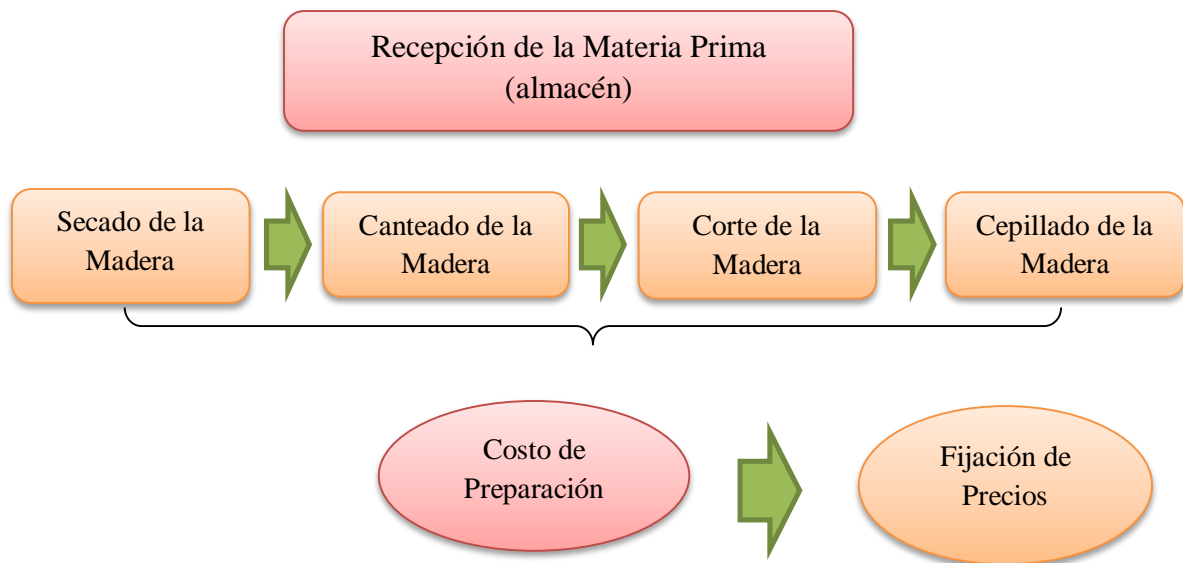 Recepción de la Materia Prima
(almacén)
Secado de la
Madera
Canteado de la
Madera
Corte de la
Madera
Cepillado de la
Madera
Costo de
Preparación
Fijación de
Precios